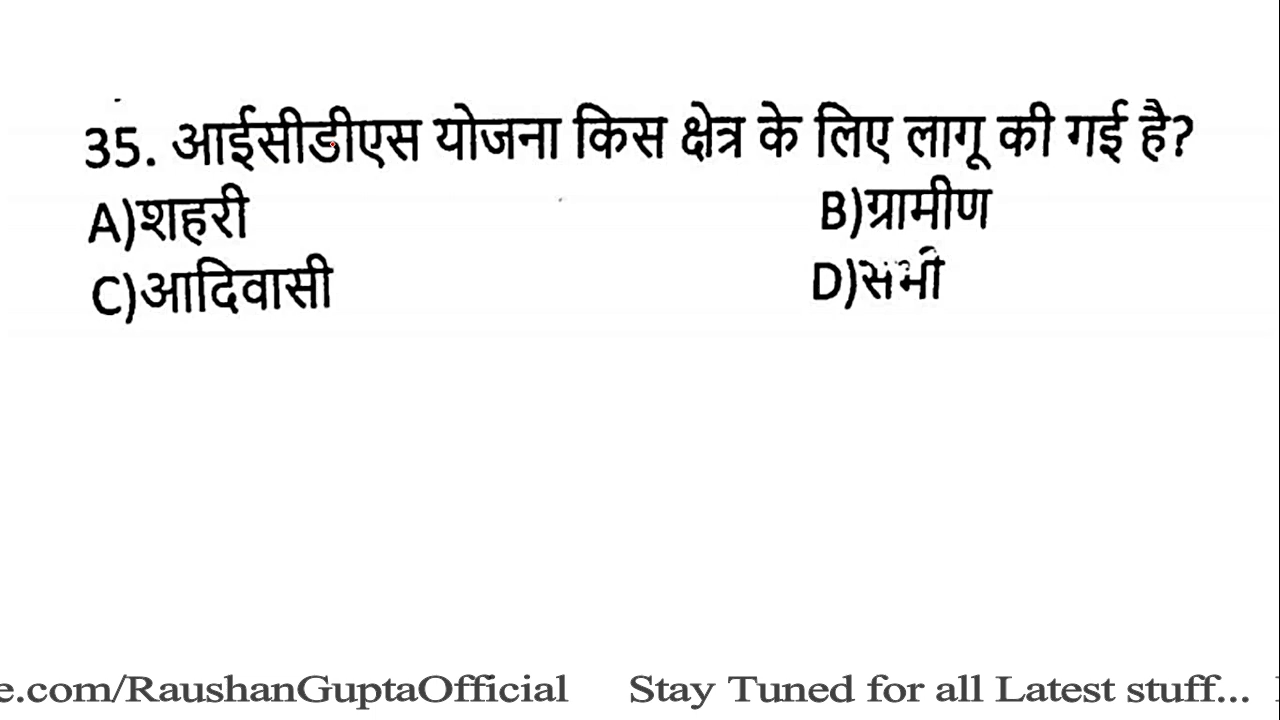 35. आईसीडीएस योजना किस क्षेत्र के लिए लागू की गई है?
A)शहरी B)ग्रामीण
C)आदिवासी D)सभी
e.com/RaushanGuptaOfficial Stay Tuned for all Latest stuff...